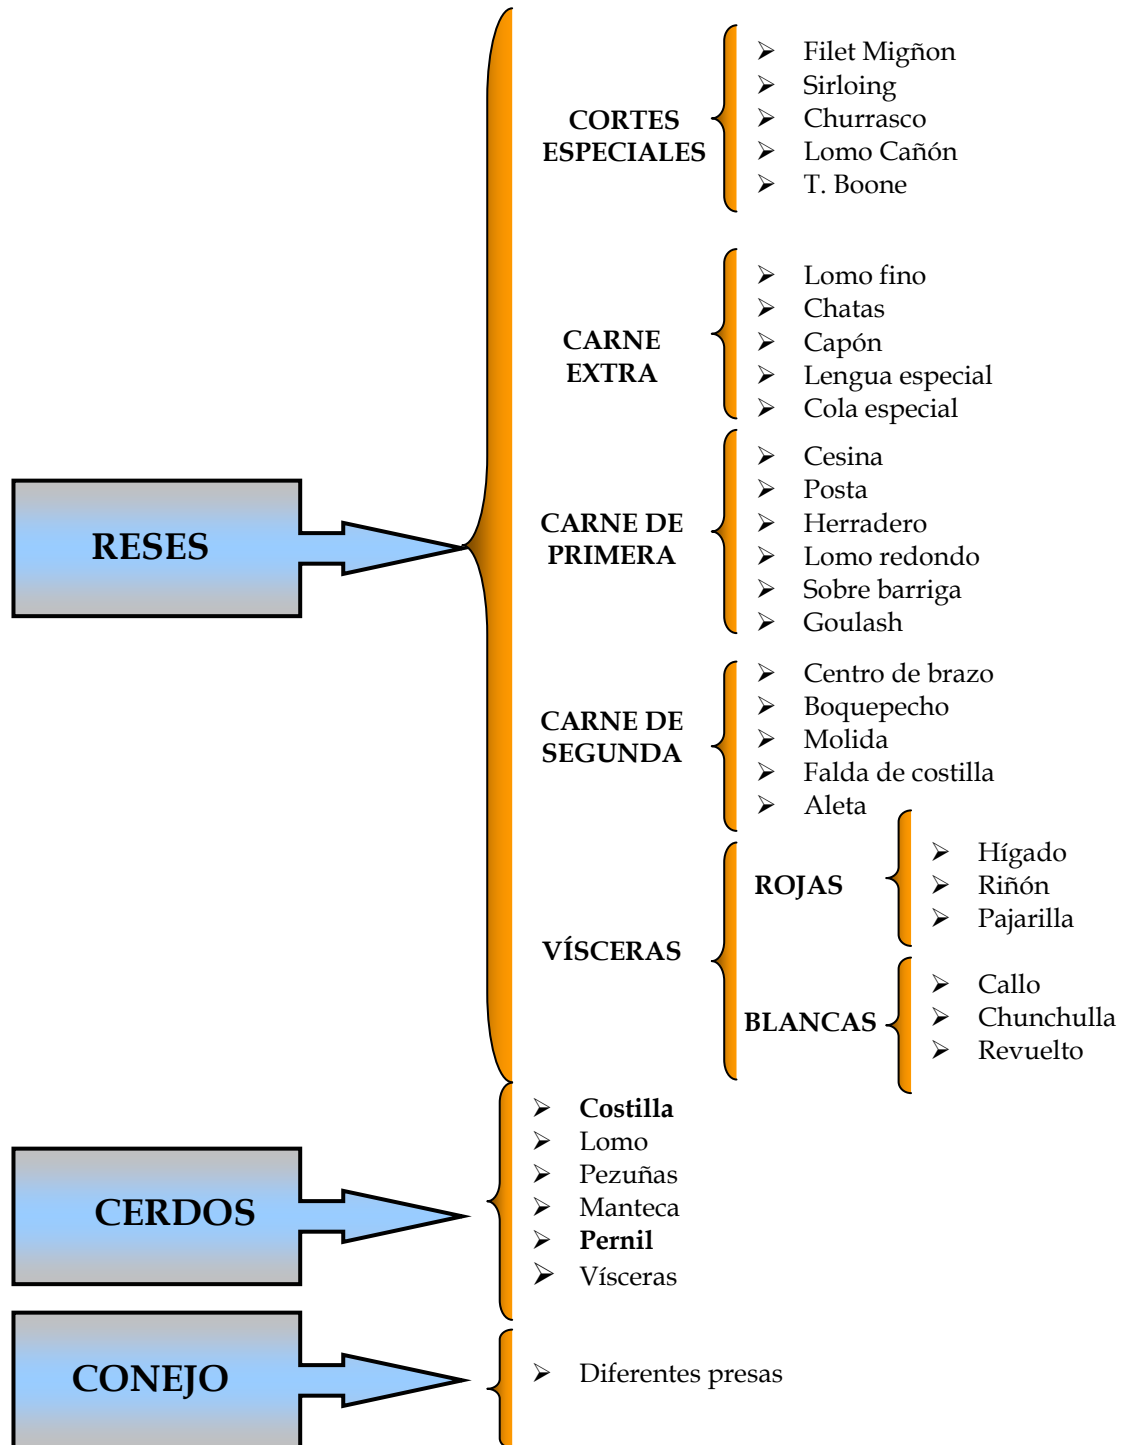 RESES
CORTES
ESPECIALES
Filet Migñon
Sirloing
Churrasco
Lomo Cañón
T. Boone
CARNE
EXTRA
Lomo fino
Chatas
Capón
Lengua especial
Cola especial
CARNE DE
PRIMERA
Cesina
Posta
Herradero
Lomo redondo
Sobre barriga
Goulash
CARNE DE
SEGUNDA
Centro de brazo
Boquepecho
Molida
Falda de costilla
Aleta
VÍSCERAS
ROJAS
Hígado
Riñón
Pajarilla
BLANCAS
Callo
Chunchulla
Revuelto
CERDOS
Costilla
Lomo
Pezuñas
Manteca
Pernil
Vísceras
CONEJO
Diferentes presas